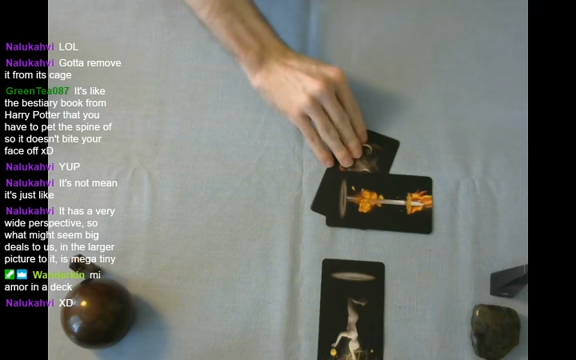 Nalukahvi LOL
Nalukahvi Gotta remove
it from its cage
GreenTea087 It's like
the bestiary book from
Harry Potter that you
have to pet the spine of
so it doesn't bite your
face off xD
Nalukahvi YUP
Nalukahvi It's not mean
it's just like
Nalukahvi It has a very
wide perspective, so
what might seem big
deals to us, in the larger
picture to it, is mega tiny
mi
amor in a deck
Nalukahvi XD